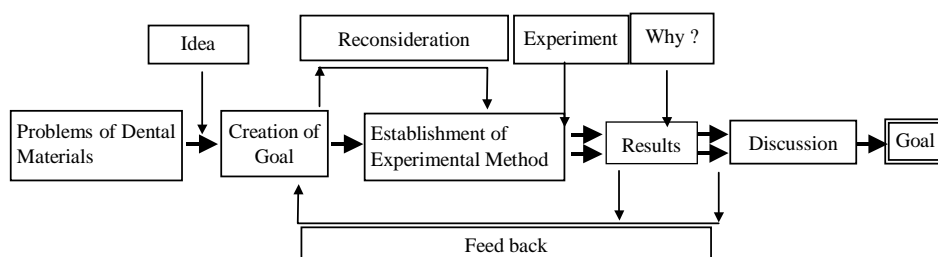 Idea
Reconsideration
Experiment
Why ?
Problems of Dental
Materials
Creation of
Goal
Establishment of
Experimental Method
Results
Discussion
Goal
Feed back